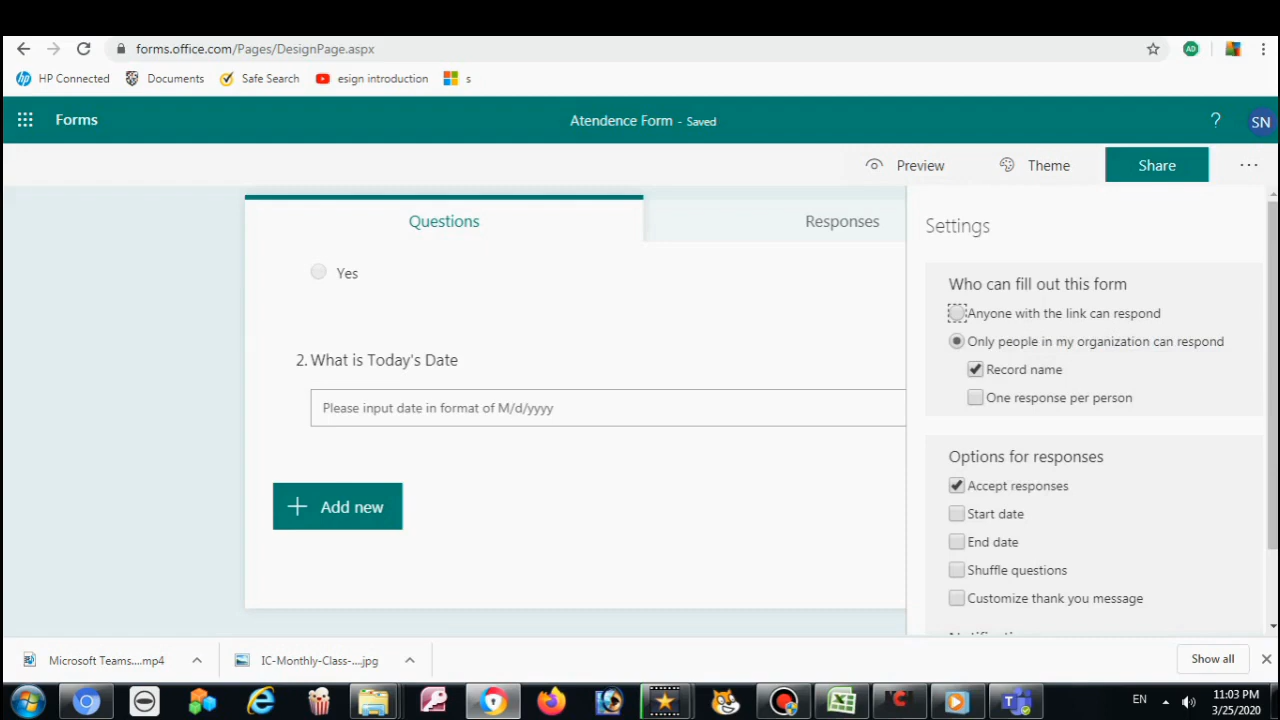 forms.office.com/Pages/DesignPage.aspx
HP Connected Documents Safe Search esign introduction s
Forms
Atendence Form - Saved
? SN
Preview Theme Share
Questions
Responses
Yes
2. What is Today's Date
Please input date in format of M/d/yyyy
+ Add new
Settings
Who can fill out this form
Anyone with the link can respond
Only people in my organization can respond
Record name
One response per person
Options for responses
Accept responses
Start date
End date
Shuffle questions
Customize thank you message
Microsoft Teams....mp4
IC-Monthly-Class-....jpg
Show all
EN
11:03 PM
3/25/2020